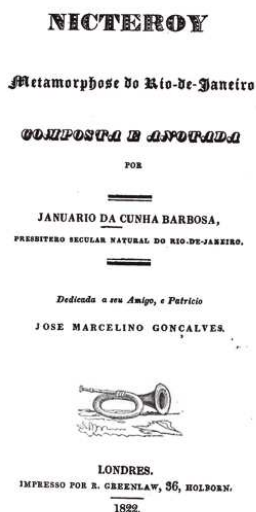 NICTEROY
Metamorphose do Rio-de-Janeiro
COMPOSTA E ANOTADA
POR
JANUARIO DA CUNHA BARBOSA,
PRESBITERO SECULAR NATURAL DO RIO-DE-JANEIRO.
Dedicada a seu Amigo, e Patricio
JOSE MARCELINO GONCALVES.
LONDRES.
IMPRESSO POR R. GREENLAW, 36, HOLBORN.
1822.